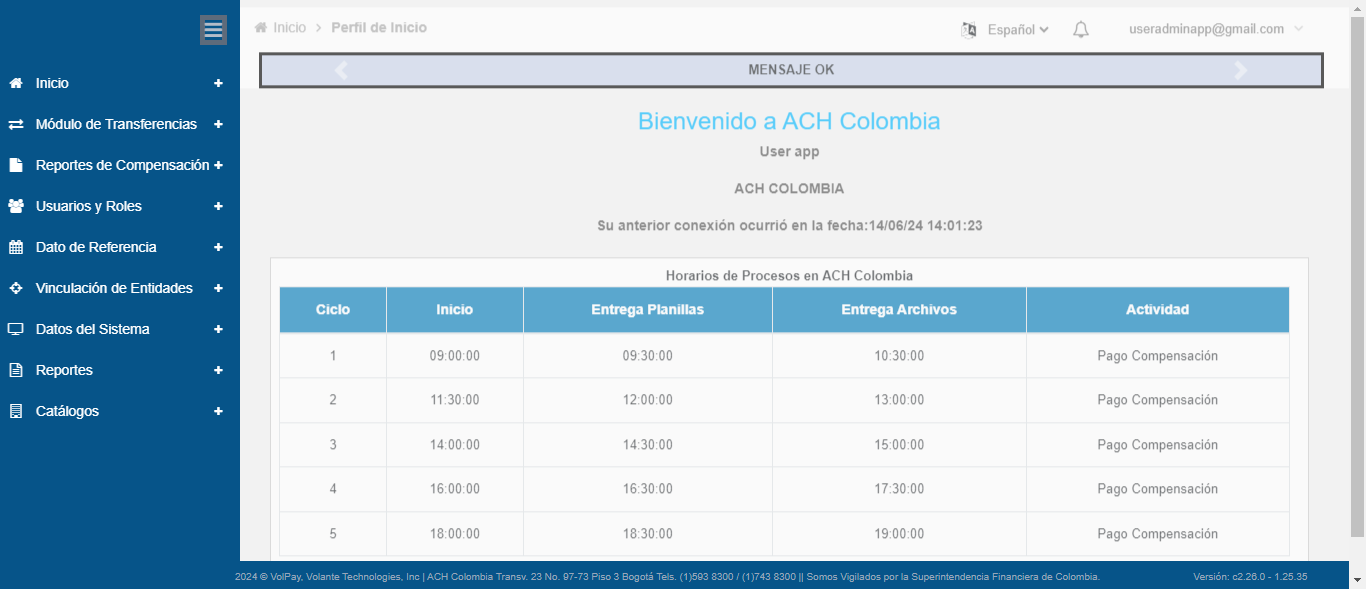 Inicio > Perfil de Inicio
Español
useradminapp@gmail.com
MENSAJE OK
Inicio +
Módulo de Transferencias +
Reportes de Compensación +
Usuarios y Roles +
Dato de Referencia +
Vinculación de Entidades +
Datos del Sistema +
Reportes +
Catálogos +
Bienvenido a ACH Colombia
User app
ACH COLOMBIA
Su anterior conexión ocurrió en la fecha:14/06/24 14:01:23
Horarios de Procesos en ACH Colombia
Ciclo Inicio Entrega Planillas Entrega Archivos Actividad
1 09:00:00 09:30:00 10:30:00 Pago Compensación
2 11:30:00 12:00:00 13:00:00 Pago Compensación
3 14:00:00 14:30:00 15:00:00 Pago Compensación
4 16:00:00 16:30:00 17:30:00 Pago Compensación
5 18:00:00 18:30:00 19:00:00 Pago Compensación
2024 © VolPay, Volante Technologies, Inc | ACH Colombia Transv. 23 No. 97-73 Piso 3 Bogotá Tels. (1)593 8300 / (1)743 8300 || Somos Vigilados por la Superintendencia Financiera de Colombia. Versión: c2.26.0 - 1.25.35